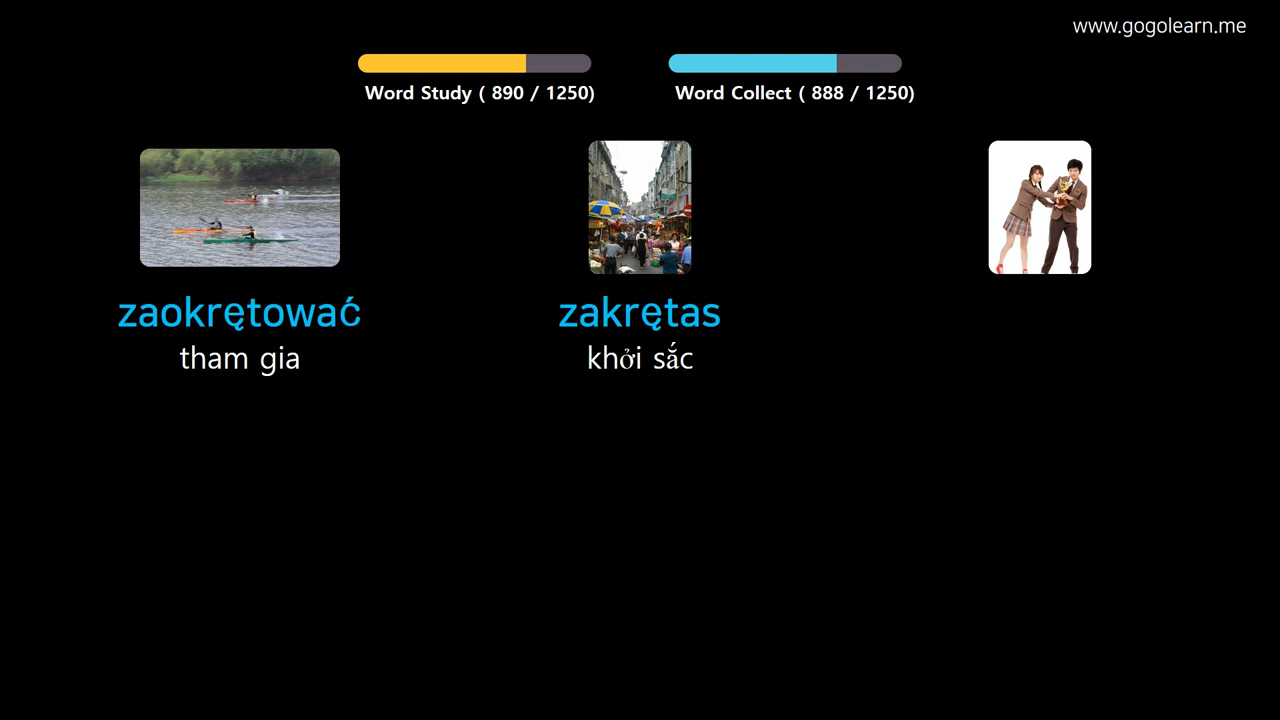 www.gogolearn.me
Word Study ( 890 / 1250)
Word Collect ( 888 / 1250)
zaokrętować
zakrętas
tham gia
khởi sắc